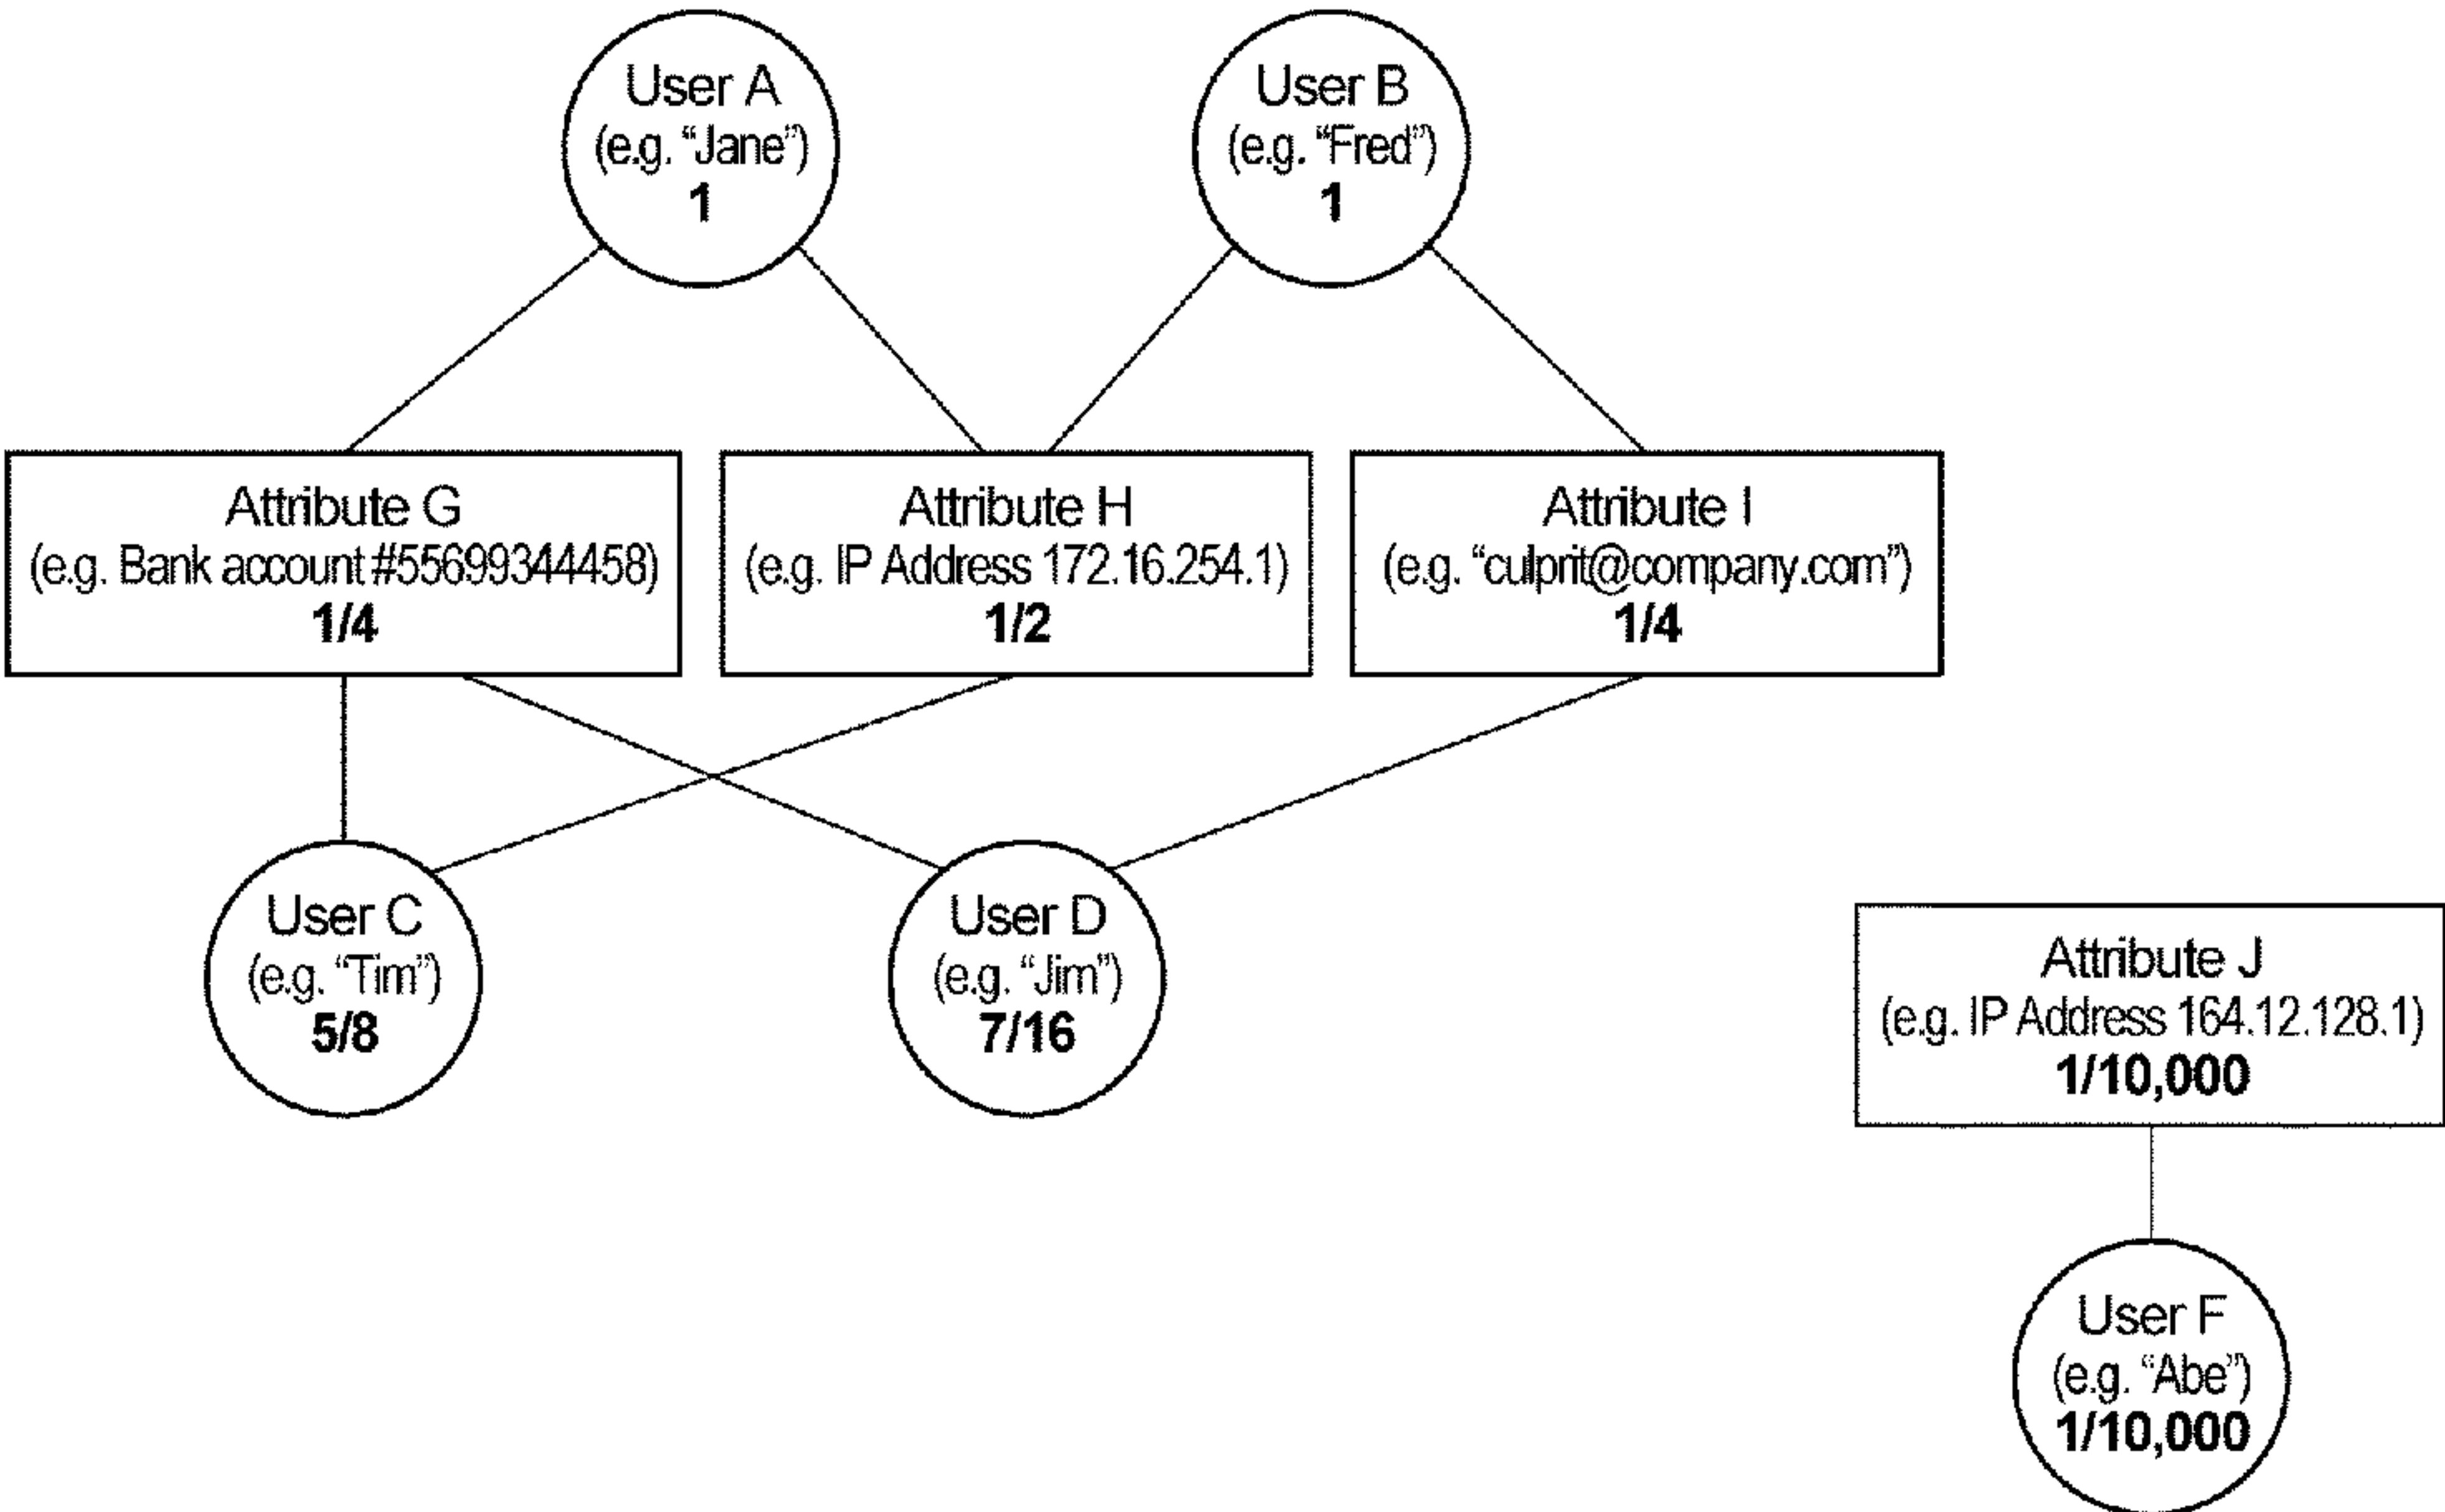 User A
(e.g. “Jane”)
1
User B
(e.g. “Fred”)
1
Attribute G
(e.g. Bank account #55699344458)
1/4
Attribute H
(e.g. IP Address 172.16.254.1)
1/2
Attribute I
(e.g. “culprit@company.com”)
1/4
User C
(e.g. “Tim”)
5/8
User D
(e.g. “Jim”)
7/16
Attribute J
(e.g. IP Address 164.12.128.1)
1/10,000
User F
(e.g. “Abe”)
1/10,000